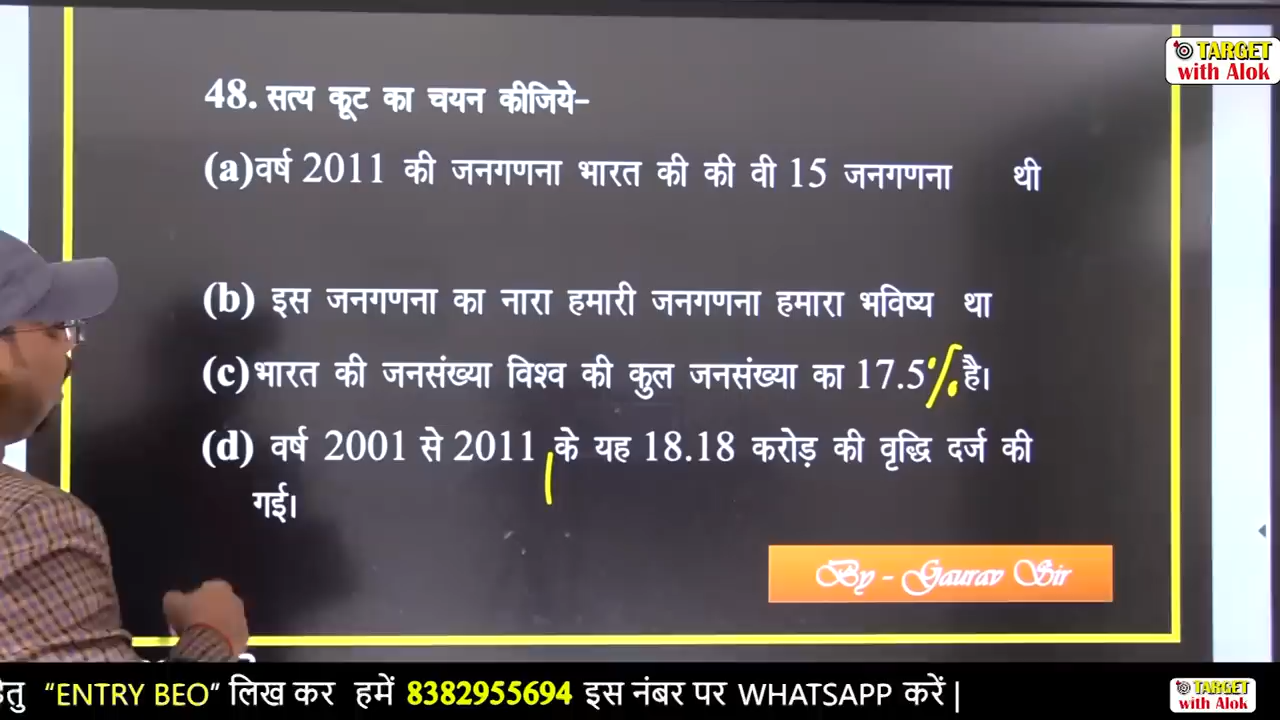 TARGET
with Alok
48. सत्य कूट का चयन कीजिये-
(a)वर्ष 2011 की जनगणना भारत की की वी 15 जनगणना थी
(b) इस जनगणना का नारा हमारी जनगणना हमारा भविष्य था
(c)भारत की जनसंख्या विश्व की कुल जनसंख्या का 17.5% है।
(d) वर्ष 2001 से 2011 के यह 18.18 करोड़ की वृद्धि दर्ज की
गई।
By - Gaurav Sir
हेतु “ENTRY BEO” लिख कर हमें 8382955694 इस नंबर पर WHATSAPP करें |
TARGET
with Alok